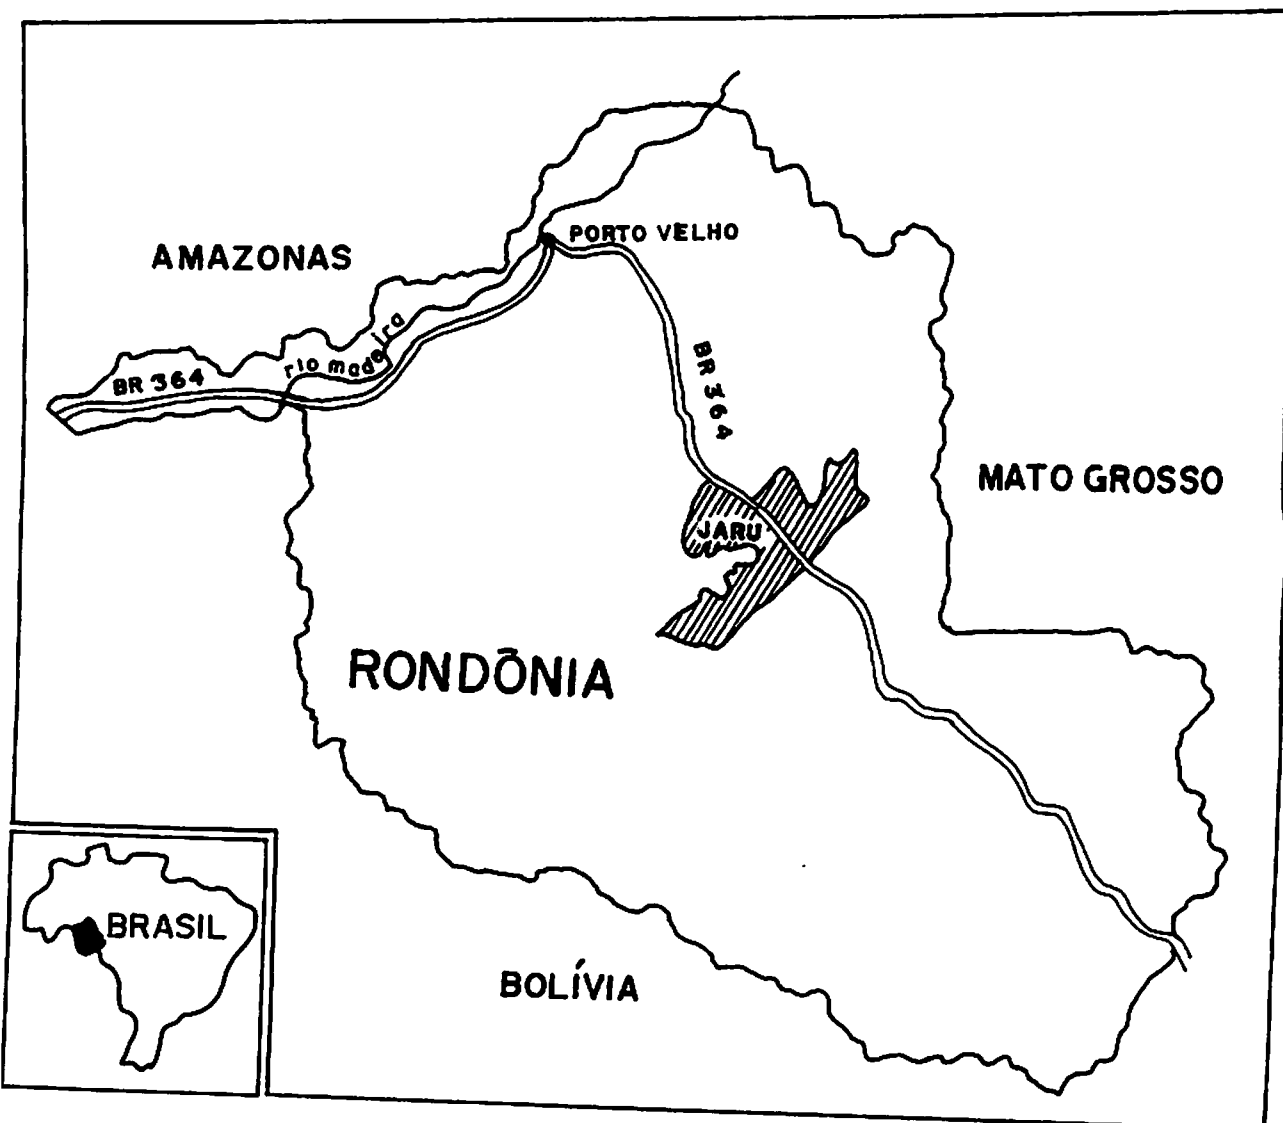 AMAZONAS
PORTO VELHO
rio madeira
BR 364
BR 364
MATO GROSSO
JARU
RONDÔNIA
BRASIL
BOLÍVIA